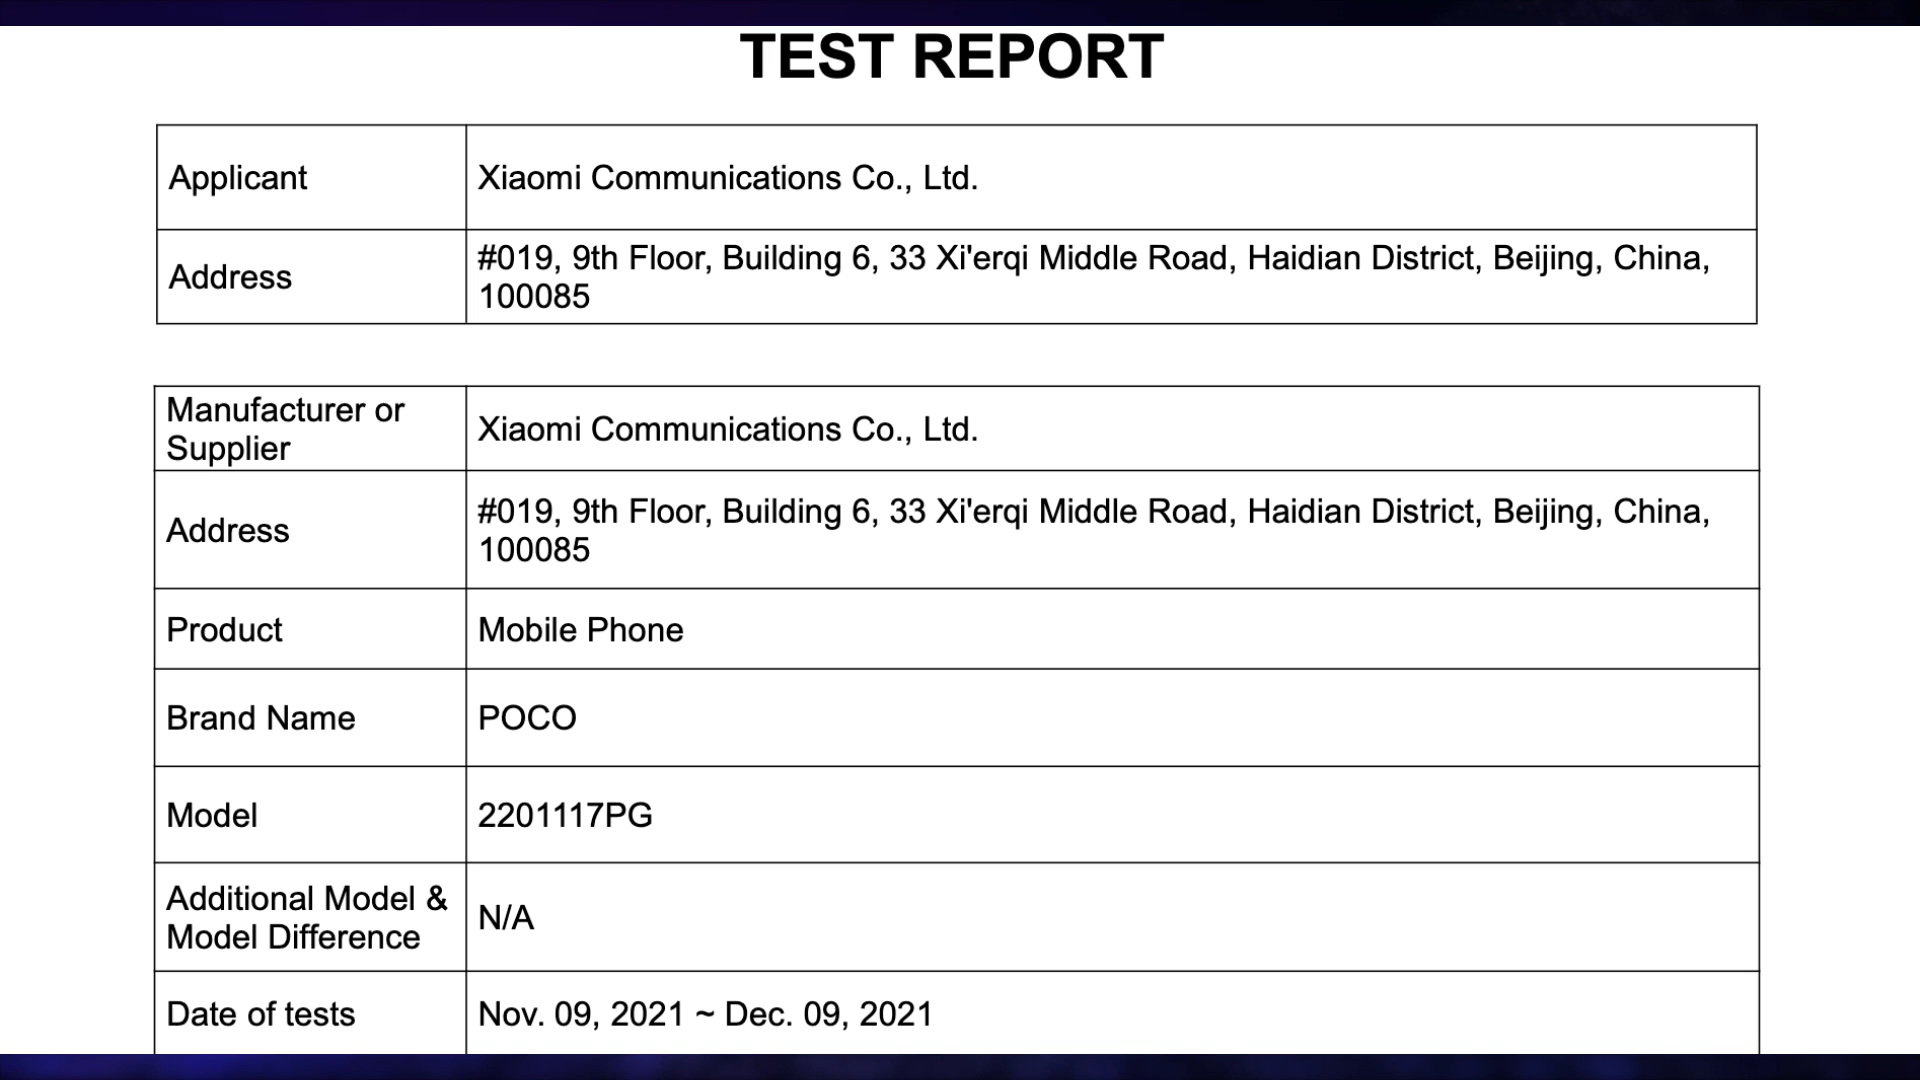 TEST REPORT
Applicant
Xiaomi Communications Co., Ltd.
Address
#019, 9th Floor, Building 6, 33 Xi'erqi Middle Road, Haidian District, Beijing, China,
100085
Manufacturer or
Supplier
Xiaomi Communications Co., Ltd.
Address
#019, 9th Floor, Building 6, 33 Xi'erqi Middle Road, Haidian District, Beijing, China,
100085
Product
Mobile Phone
Brand Name
POCO
Model
2201117PG
Additional Model &
Model Difference
N/A
Date of tests
Nov. 09, 2021 ~ Dec. 09, 2021